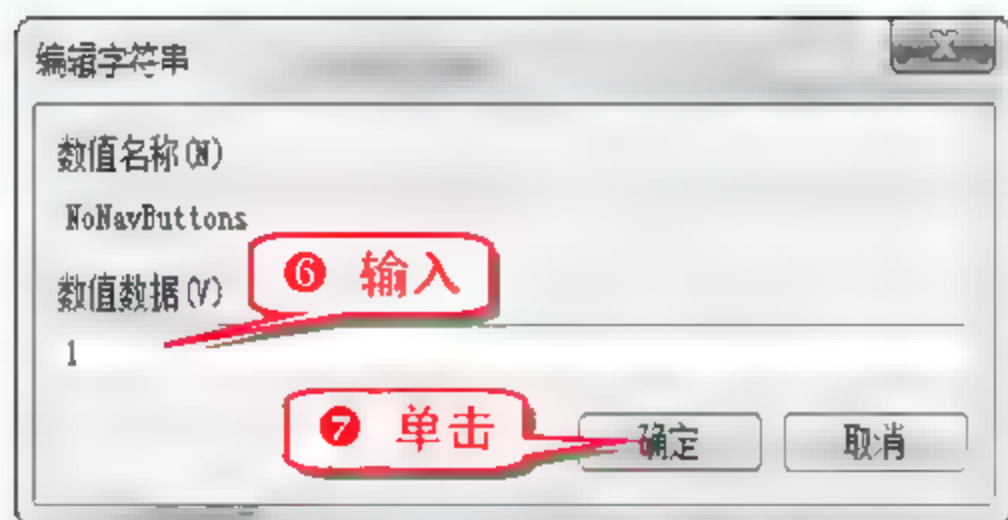 编辑字符串
X
数值名称(N)
NoNavButtons
❻ 输入
数值数据(V)
1
❼ 单击
确定
取消